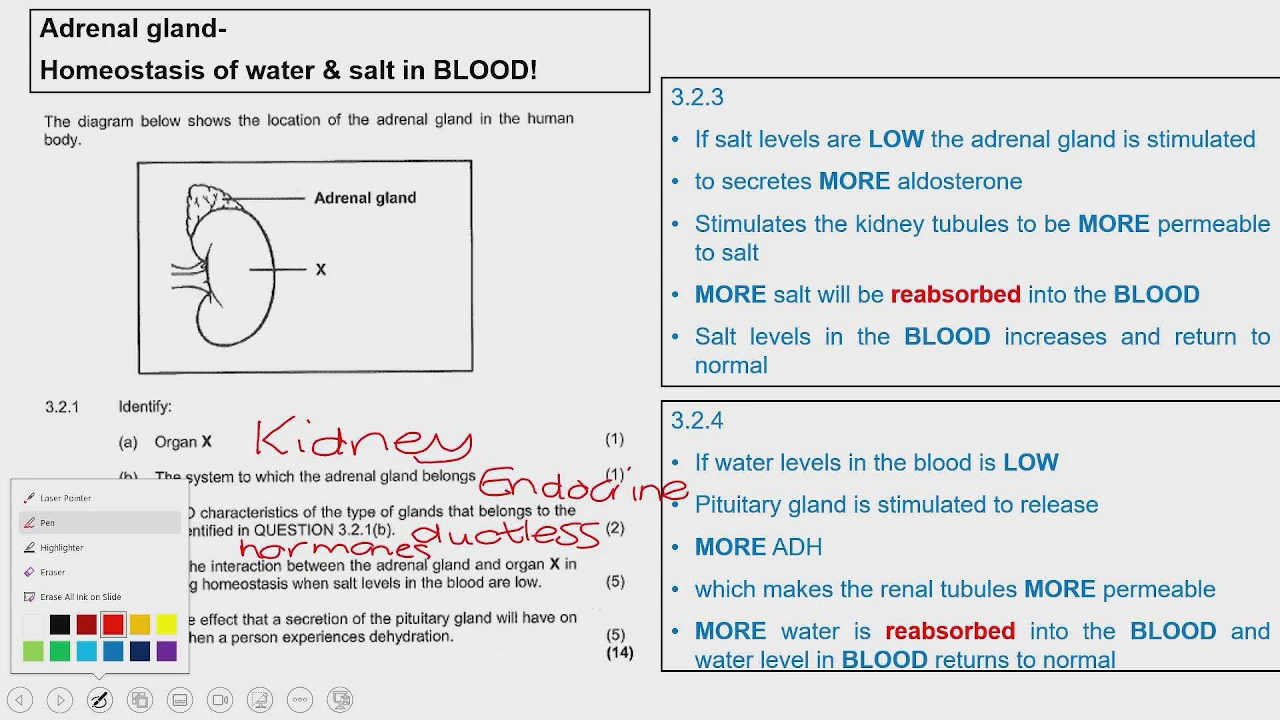 Adrenal gland-
Homeostasis of water & salt in BLOOD!
The diagram below shows the location of the adrenal gland in the human
body.
Adrenal gland
X
3.2.1 Identify:
(a) Organ X Kidney (1)
(b) The system to which the adrenal gland belongs Endocrine (1)
characteristics of the type of glands that belongs to the
entified in QUESTION 3.2.1(b). ductless (2)
hormones
he interaction between the adrenal gland and organ X in
g homeostasis when salt levels in the blood are low. (5)
e effect that a secretion of the pituitary gland will have on
hen a person experiences dehydration. (5)
(14)
Laser Pointer
Pen
Highlighter
Eraser
Erase All Ink on Slide
3.2.3
• If salt levels are LOW the adrenal gland is stimulated
• to secretes MORE aldosterone
• Stimulates the kidney tubules to be MORE permeable
to salt
• MORE salt will be reabsorbed into the BLOOD
• Salt levels in the BLOOD increases and return to
normal
3.2.4
• If water levels in the blood is LOW
• Pituitary gland is stimulated to release
• MORE ADH
• which makes the renal tubules MORE permeable
• MORE water is reabsorbed into the BLOOD and
water level in BLOOD returns to normal